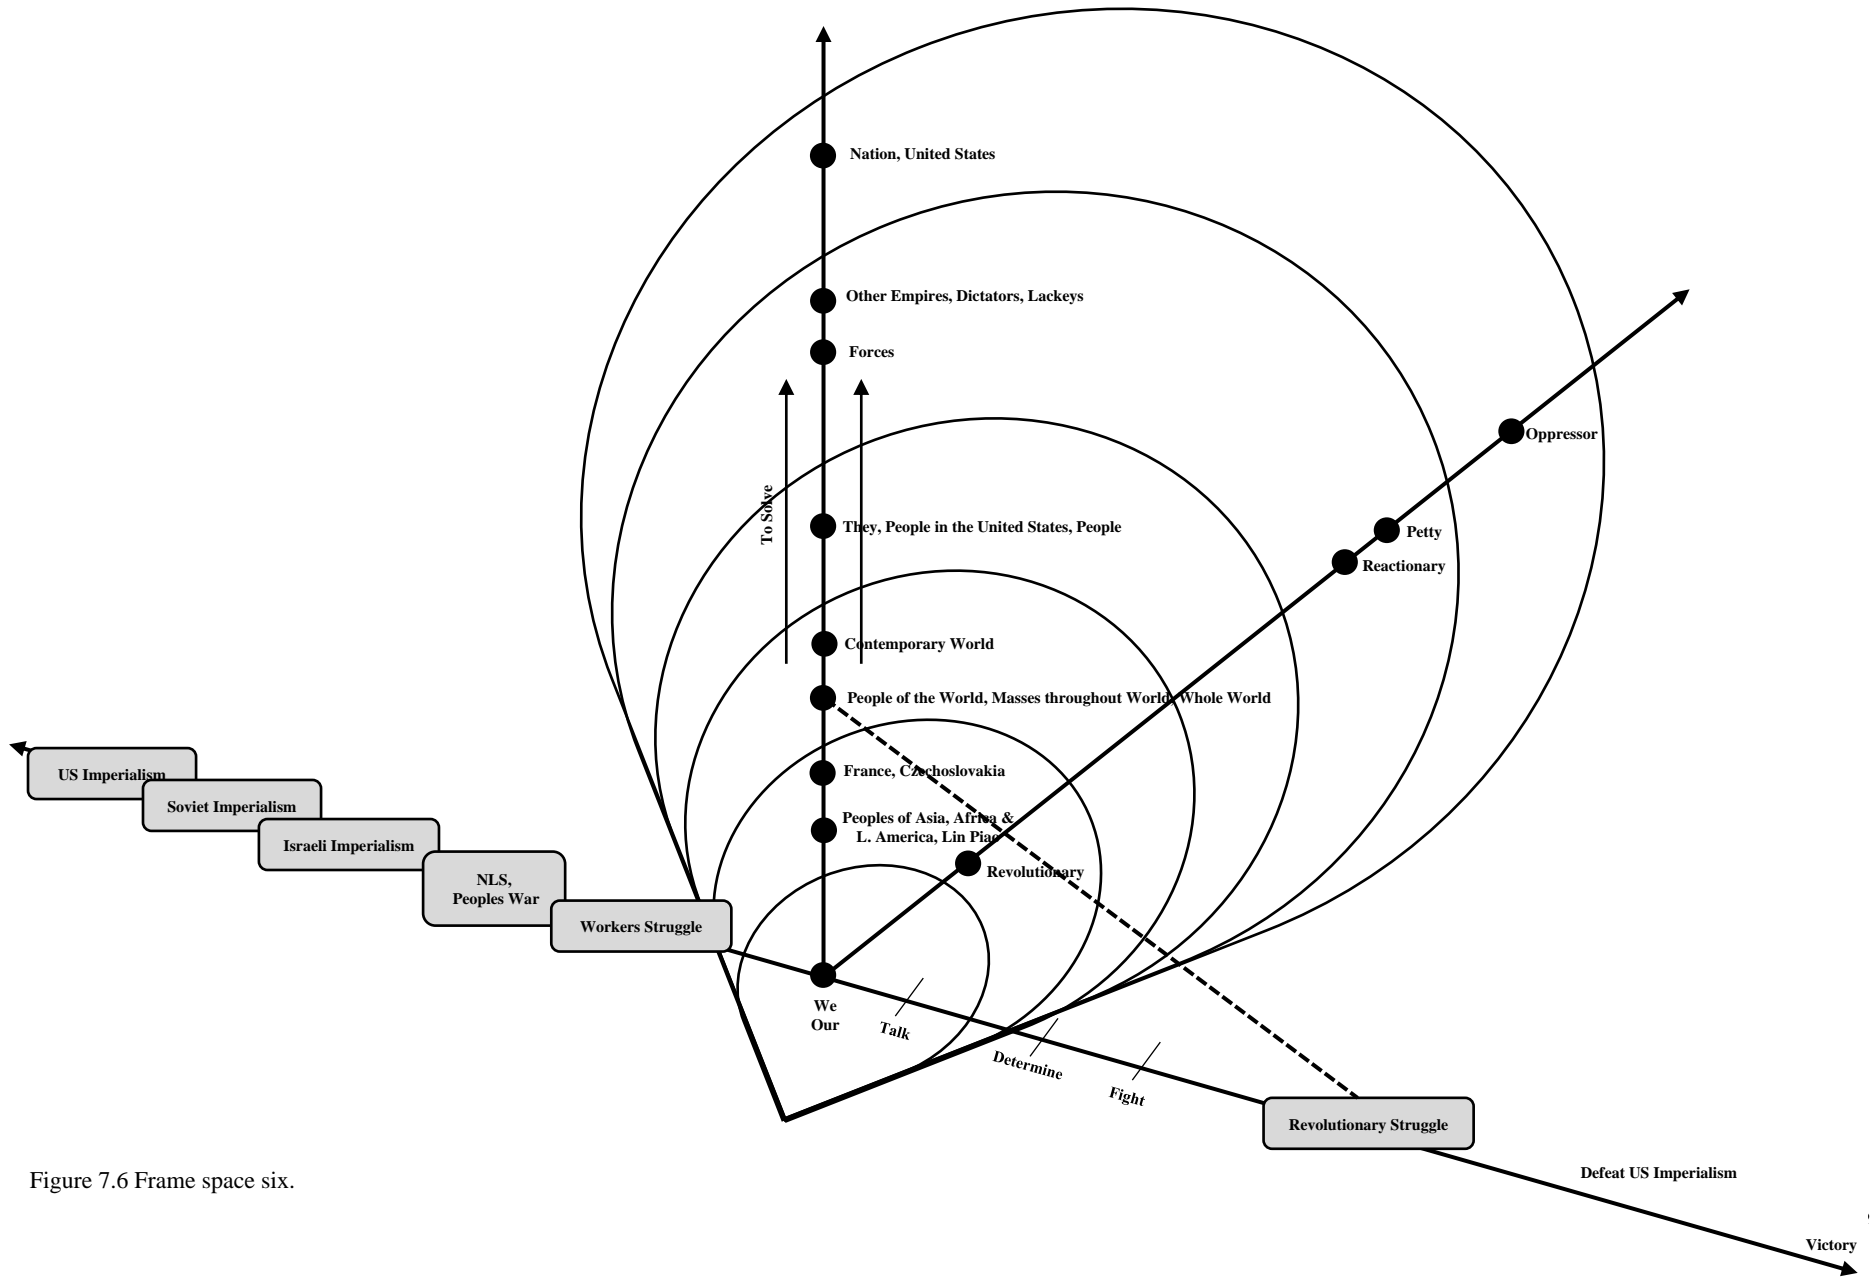 Nation, United States
Other Empires, Dictators, Lackeys
Forces
Oppressor
To Solve
They, People in the United States, People
Petty
Reactionary
Contemporary World
People of the World, Masses throughout World, Whole World
US Imperialism
France, Czechoslovakia
Soviet Imperialism
Peoples of Asia, Africa &
L. America, Lin Piao
Israeli Imperialism
Revolutionary
NLS,
Peoples War
Workers Struggle
We
Our
Talk
Determine
Fight
Revolutionary Struggle
Defeat US Imperialism
Figure 7.6 Frame space six.
Victory